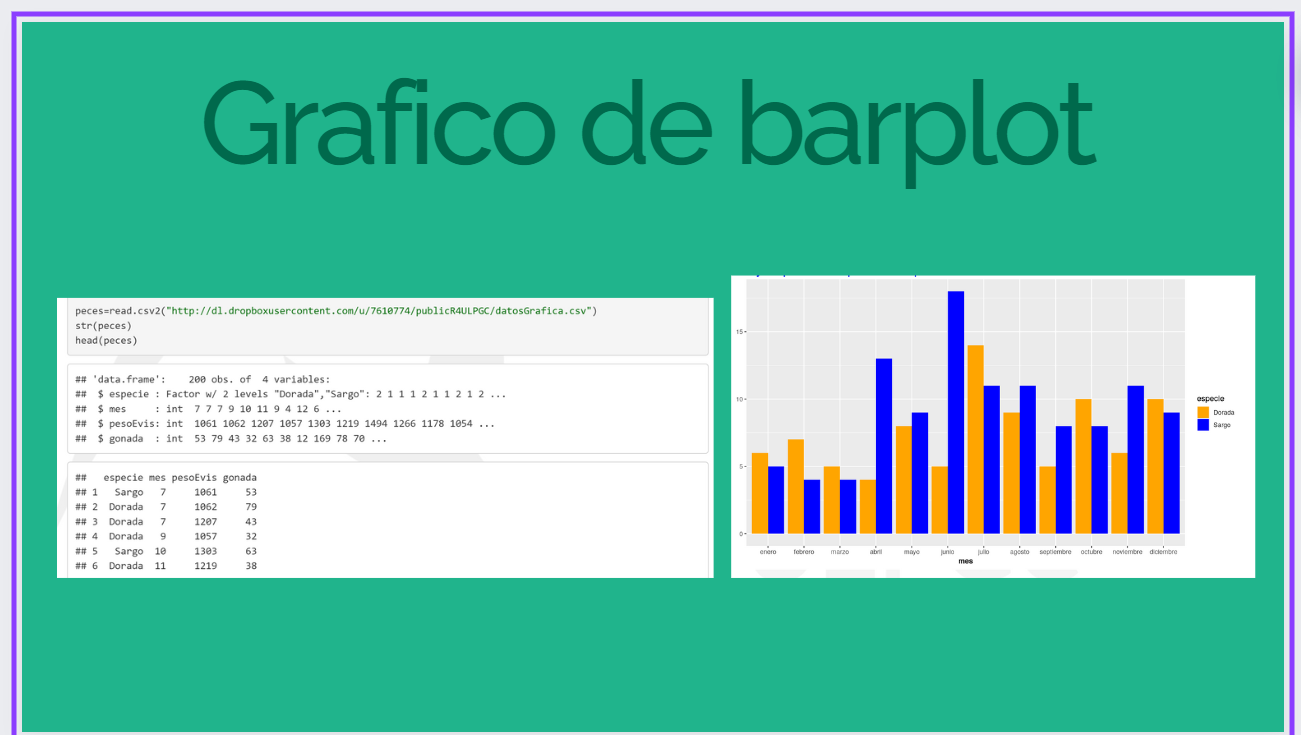 Grafico de barplot
peces=read.csv2("http://dl.dropboxusercontent.com/u/7610774/publicR4ULPGC/datosGrafica.csv")
str(peces)
head(peces)
## 'data.frame':    200 obs. of  4 variables:
##  $ especie : Factor w/ 2 levels "Dorada","Sargo": 2 1 1 1 2 1 1 2 1 2 ...
##  $ mes     : int  7 7 7 9 10 11 9 4 12 6 ...
##  $ pesoEvis: int  1061 1062 1207 1057 1303 1219 1494 1266 1178 1054 ...
##  $ gonada  : int  53 79 43 32 63 38 12 169 78 70 ...
##   especie mes pesoEvis gonada
## 1   Sargo   7     1061     53
## 2  Dorada   7     1062     79
## 3  Dorada   7     1207     43
## 4  Dorada   9     1057     32
## 5   Sargo  10     1303     63
## 6  Dorada  11     1219     38
15
10
5
0
enero febrero marzo abril mayo junio julio agosto septiembre octubre noviembre diciembre
mes
especie
Dorada
Sargo